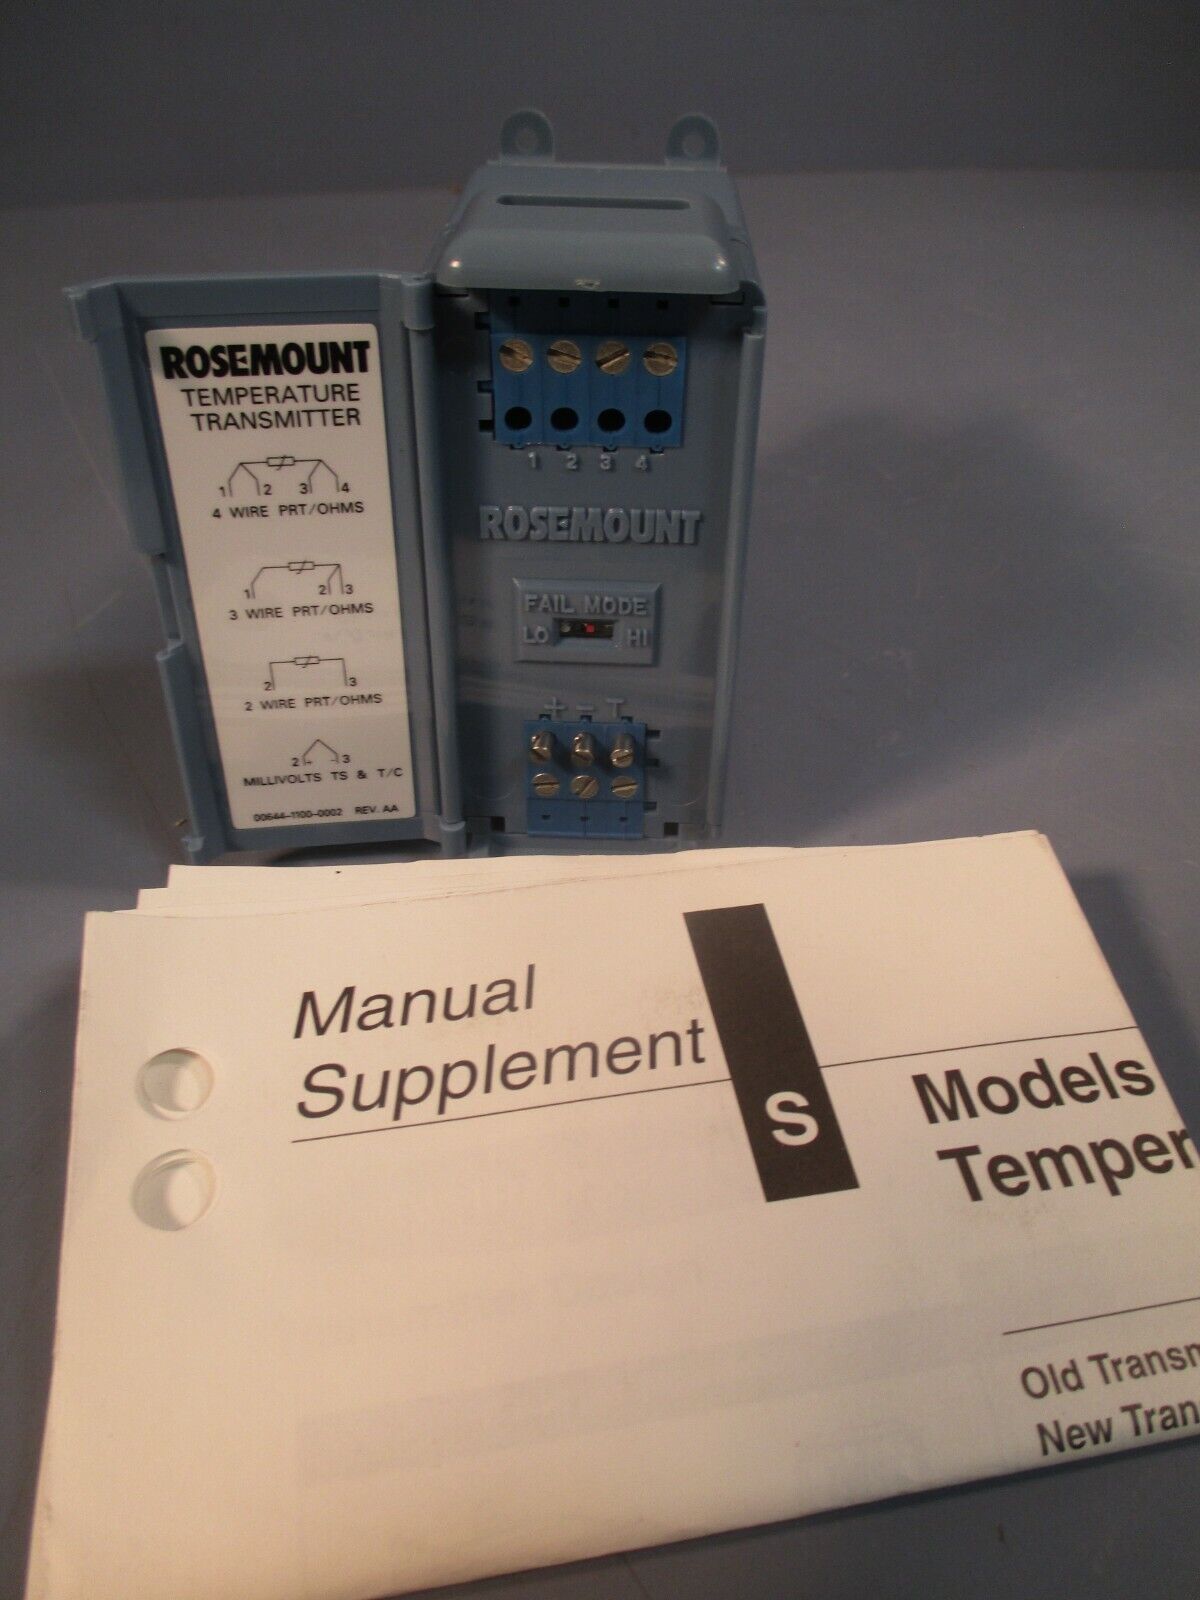 ROSEMOUNT
TEMPERATURE
TRANSMITTER
1 2 3 4
4 WIRE PRT/OHMS
1 2 3
3 WIRE PRT/OHMS
2 3
2 WIRE PRT/OHMS
2 + - 3
MILLIVOLTS TS & T/C
00644-1100-0002 REV. AA
1 2 3 4
ROSEMOUNT
FAIL MODE
LO HI
+ - T
Manual
Supplement
S
Models
Temper
Old Transm
New Tran